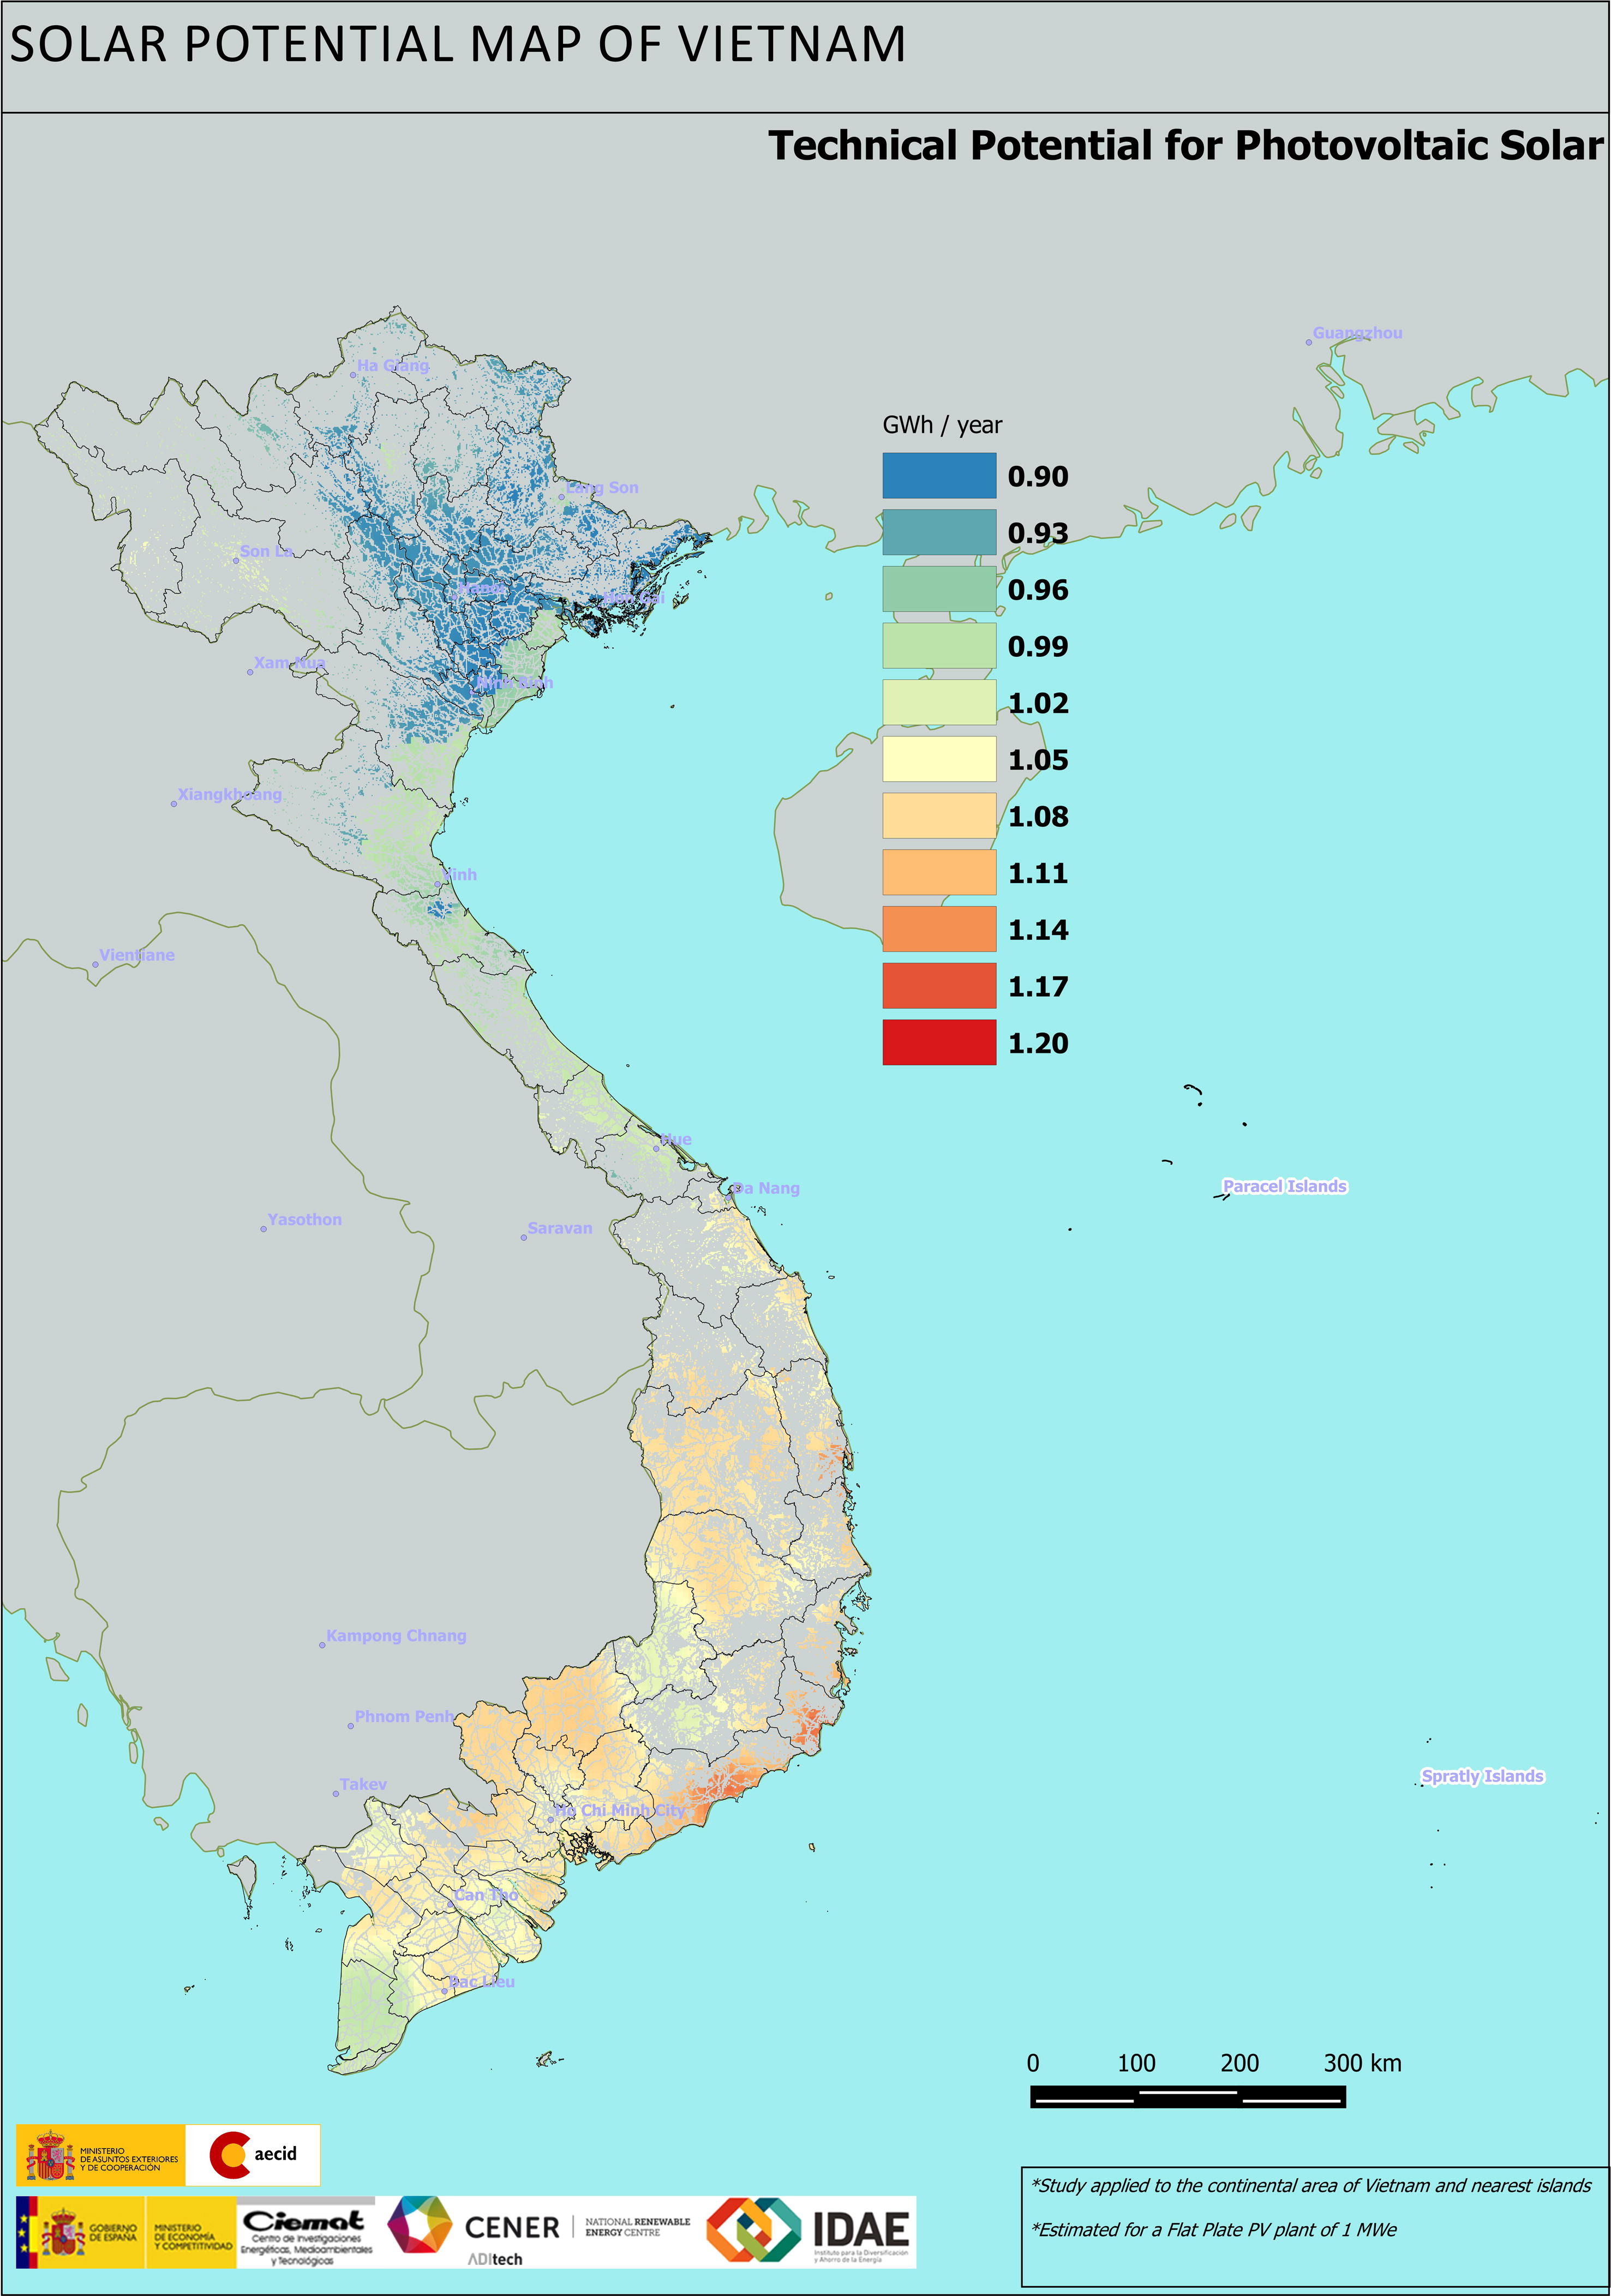 SOLAR POTENTIAL MAP OF VIETNAM
Technical Potential for Photovoltaic Solar
Guangzhou
Ha Giang
GWh / year
0.90
Lang Son
0.93
Son La
0.96
Hanoi
Hon Gai
0.99
Xam Nua
Ninh Binh
1.02
1.05
Xiangkhoang
1.08
Vinh
1.11
1.14
Vientiane
1.17
1.20
Hue
Da Nang
Paracel Islands
Yasothon
Saravan
Kampong Chnang
Phnom Penh
Takev
Spratly Islands
Ho Chi Minh City
Can Tho
Bac Lieu
0 100 200 300 km
MINISTERIO
DE ASUNTOS EXTERIORES
Y DE COOPERACIÓN
aecid
GOBIERNO
DE ESPAÑA
MINISTERIO
DE ECONOMÍA
Y COMPETITIVIDAD
Ciemat
Centro de Investigaciones
Energéticas, Medioambientales
y Tecnológicas
CENER
NATIONAL RENEWABLE
ENERGY CENTRE
ADItech
IDAE
Instituto para la Diversificación
y Ahorro de la Energía
*Study applied to the continental area of Vietnam and nearest islands
*Estimated for a Flat Plate PV plant of 1 MWe